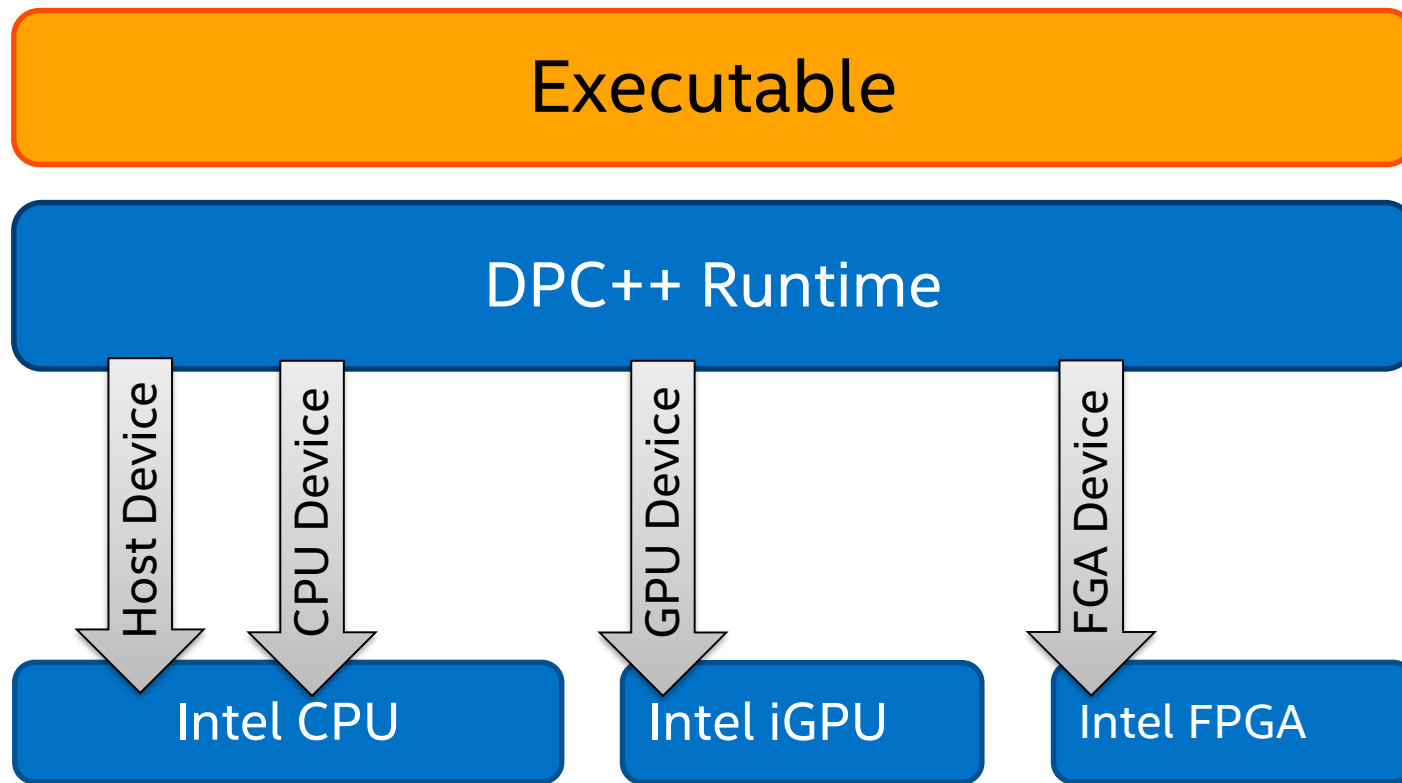 Executable
DPC++ Runtime
Host Device
CPU Device
GPU Device
FGA Device
Intel CPU
Intel iGPU
Intel FPGA